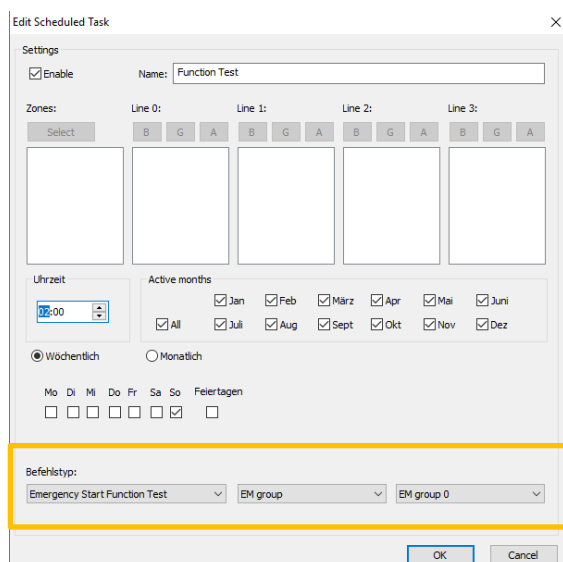 Edit Scheduled Task
Settings
Enable Name: Function Test
Zones: Line 0: Line 1: Line 2: Line 3:
Select B G A B G A B G A B G A
Uhrzeit Active months
Jan Feb März Apr Mai Juni
02:00
All Juli Aug Sept Okt Nov Dez
Wöchentlich Monatlich
Mo Di Mi Do Fr Sa So Feiertagen
Befehlstyp:
Emergency Start Function Test EM group EM group 0
OK Cancel